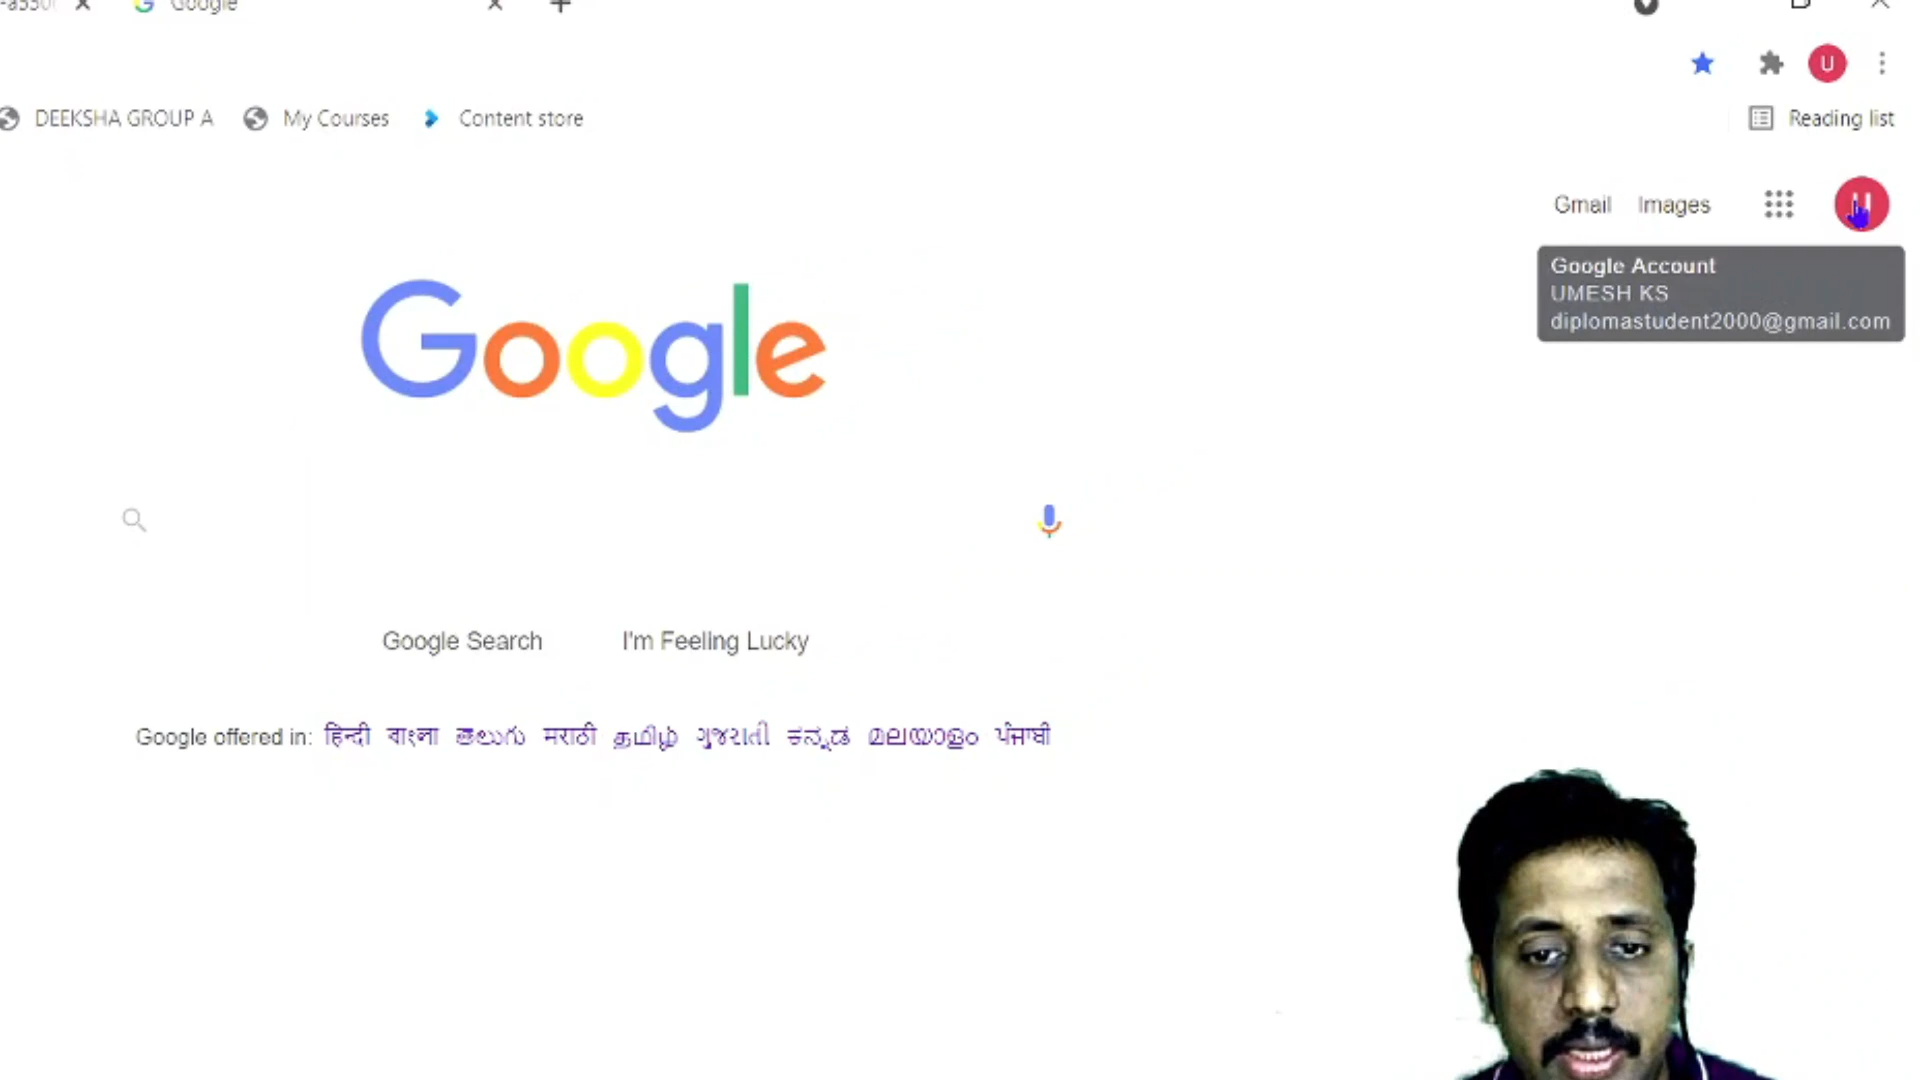 Google
DEEKSHA GROUP A My Courses Content store Reading list
U
Gmail Images
Google Account
UMESH KS
diplomastudent2000@gmail.com
Google
Google Search I'm Feeling Lucky
Google offered in: हिन्दी বাংলা తెలుగు मराठी தமிழ் ગુજરાતી ಕನ್ನಡ മലയാളം ਪੰਜਾਬੀ